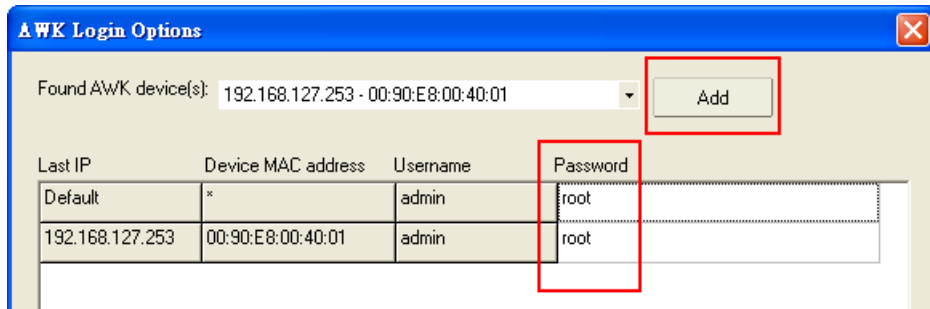 AWK Login Options
Found AWK device(s): 192.168.127.253 - 00:90:E8:00:40:01 Add
Last IP Device MAC address Username Password
Default * admin root
192.168.127.253 00:90:E8:00:40:01 admin root